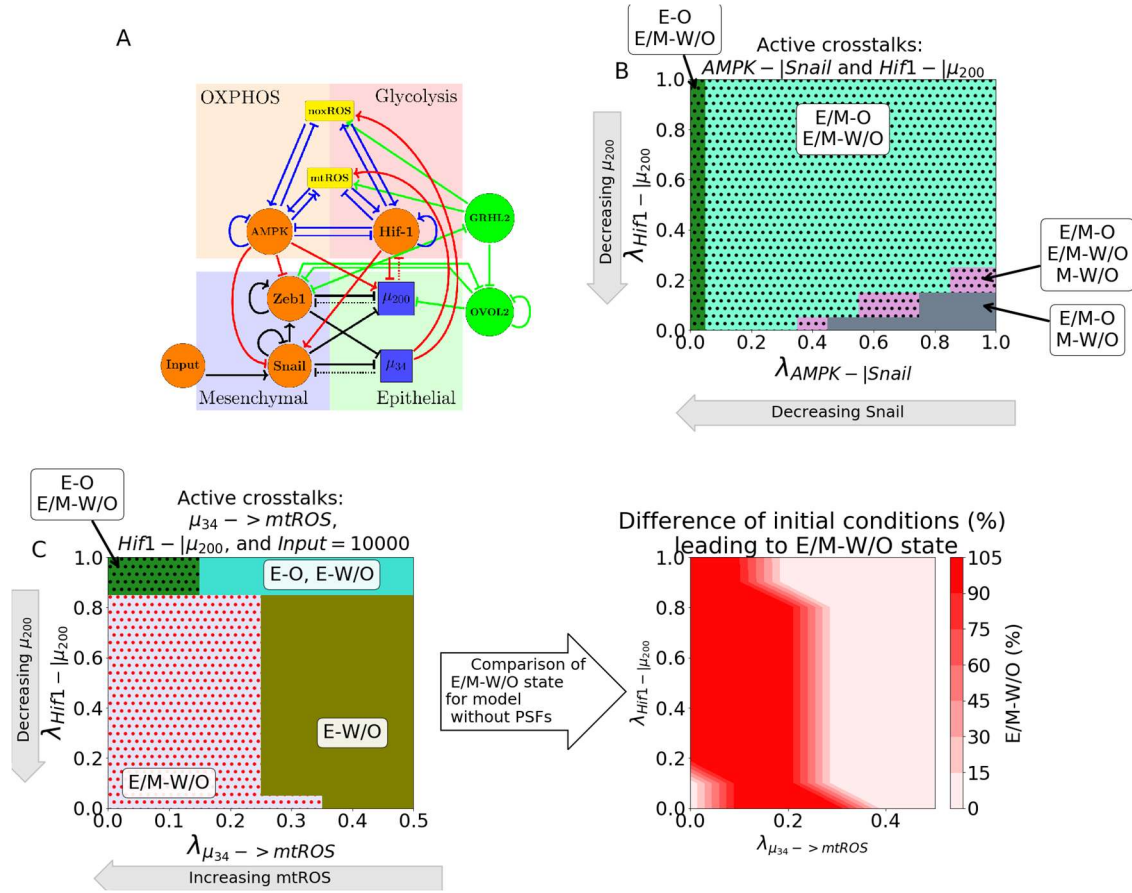 A
OXPHOS
Glycolysis
noxROS
mtROS
AMPK
Hif-1
GRHL2
Zeb1
μ200
OVOL2
Input
Snail
μ34
Mesenchymal
Epithelial
E-O
E/M-W/O
B
Active crosstalks:
AMPK − |Snail and Hif1 − |μ200
Decreasing μ200
λHif1 − |μ200
1.0
0.8
0.6
0.4
0.2
0.0
E/M-O
E/M-W/O
E/M-O
E/M-W/O
M-W/O
E/M-O
M-W/O
0.0 0.2 0.4 0.6 0.8 1.0
λAMPK − |Snail
Decreasing Snail
E-O
E/M-W/O
C
Active crosstalks:
μ34 − > mtROS,
Hif1 − |μ200, and Input = 10000
Decreasing μ200
λHif1 − |μ200
1.0
0.8
0.6
0.4
0.2
0.0
E-O, E-W/O
E-W/O
E/M-W/O
0.0 0.1 0.2 0.3 0.4 0.5
λμ34 − > mtROS
Increasing mtROS
Comparison of
E/M-W/O state
for model
without PSFs
Difference of initial conditions (%)
leading to E/M-W/O state
λHif1 − |μ200
1.0
0.8
0.6
0.4
0.2
0.0
0.0 0.2 0.4
λμ34 − > mtROS
105
90
75
60
45
30
15
0
E/M-W/O (%)